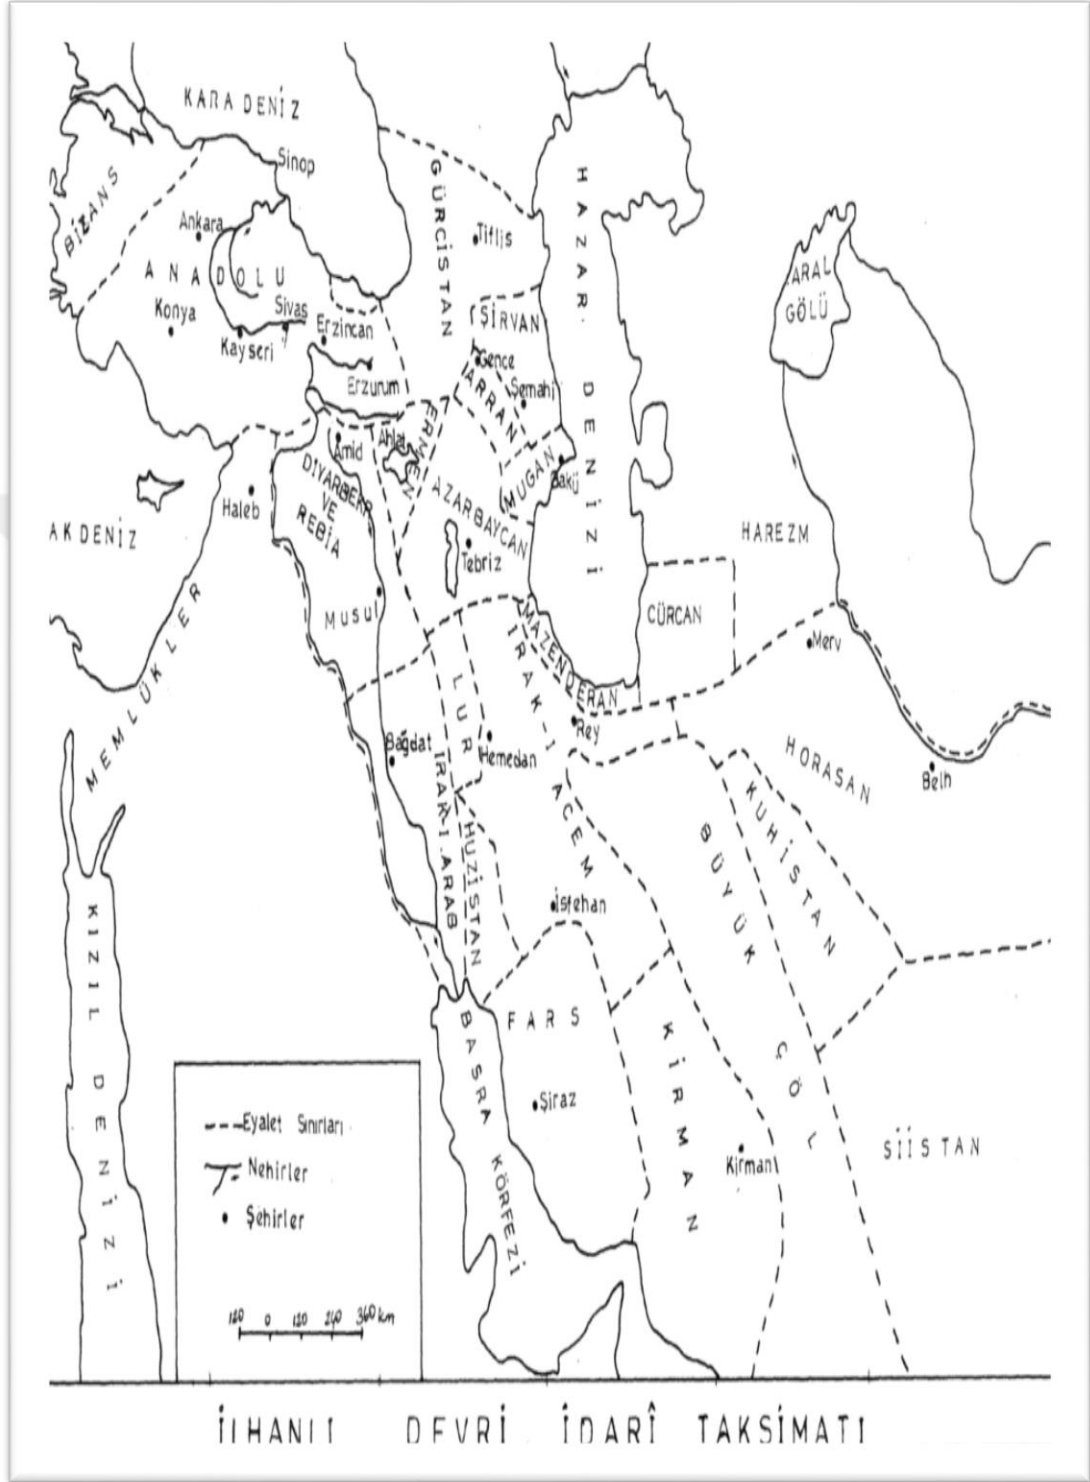 KARADENİZ
Sinop
BİZANS
Ankara
ANADOLU
Konya
Sivas
Kayseri
Erzincan
Erzurum
GÜRCİSTAN
Tiflis
ŞİRVAN
Gence
ARRAN
Şemahi
MUGAN
Bakü
HAZAR DENİZİ
ARAL
GÖLÜ
Ahlat
ERMEN
Amid
DİYARBEKR
VE
REBİA
AZARBAYCAN
Tebriz
Haleb
AKDENİZ
MEMLÜKLER
Musul
HAREZM
CÜRCAN
MAZENDERAN
Merv
Rey
IRAK-I ACEM
LUR
Hemedan
Bağdat
IRAK-I ARAB
HUZİSTAN
HORASAN
Belh
KUHİSTAN
BÜYÜK ÇÖL
İsfehan
KIZIL DENİZİ
FARS
Şiraz
KİRMAN
Kirman
SİİSTAN
BASRA KÖRFEZİ
Eyalet Sınırları
Nehirler
Şehirler
120 0 120 240 360 km
İLHANLI DEVRİ İDARÎ TAKSİMATI